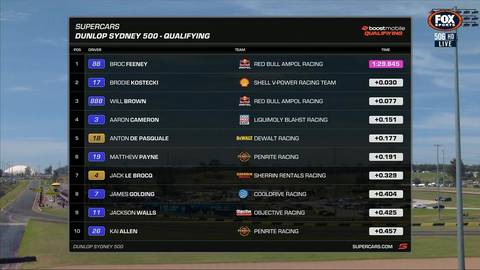 SUPERCARS
DUNLOP SYDNEY 500 - QUALIFYING
boostmobile
QUALIFYING
FOX
SPORTS
506 HD
LIVE
POS DRIVER TEAM TIME
1 88 BROC FEENEY RED BULL AMPOL RACING 1:29.845
2 17 BRODIE KOSTECKI SHELL V-POWER RACING TEAM +0.030
3 888 WILL BROWN RED BULL AMPOL RACING +0.077
4 3 AARON CAMERON LIQUIMOLY BLAHST RACING +0.151
5 18 ANTON DE PASQUALE DEWALT DEWALT RACING +0.177
6 19 MATTHEW PAYNE PENRITE RACING +0.191
7 4 JACK LE BROCQ SHERRIN RENTALS RACING +0.329
8 7 JAMES GOLDING COOLDRIVE RACING +0.404
9 11 JACKSON WALLS OBJECTIVE RACING +0.425
10 26 KAI ALLEN PENRITE RACING +0.457
DUNLOP SYDNEY 500 SUPERCARS.COM